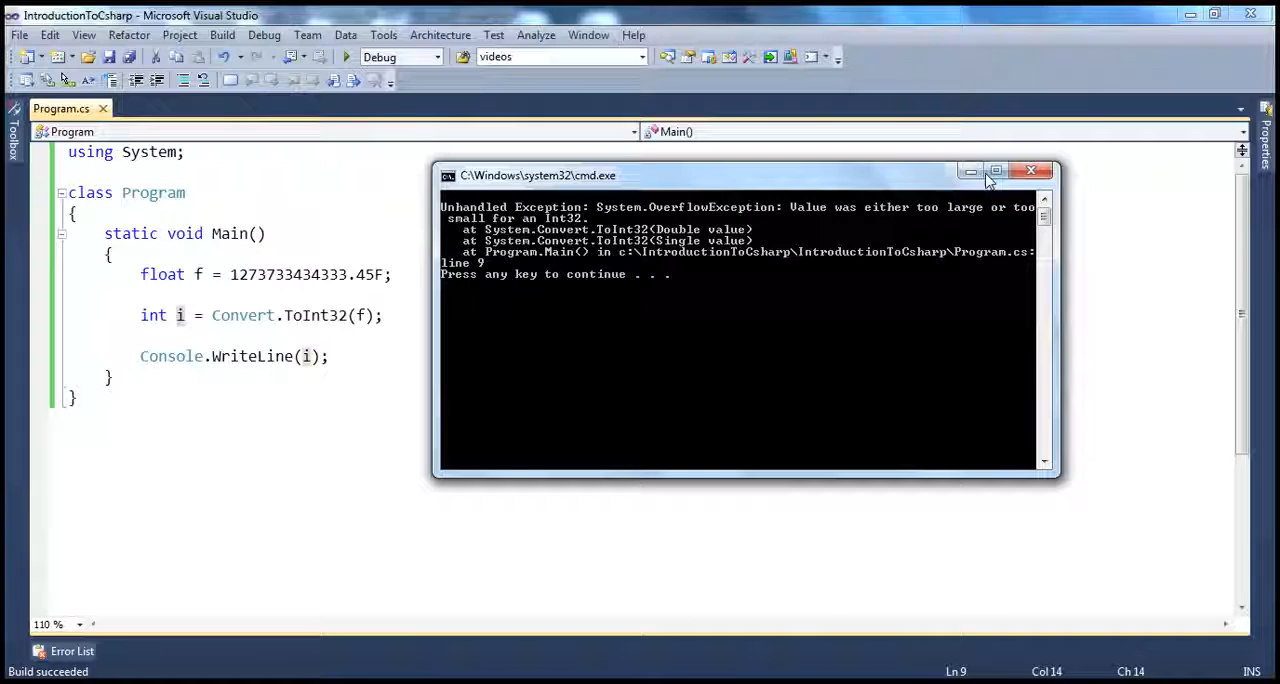 IntroductionToCsharp - Microsoft Visual Studio
File Edit View Refactor Project Build Debug Team Data Tools Architecture Test Analyze Window Help
Debug videos
Toolbox
Program.cs
Program Main()
Properties
using System;
class Program
{
static void Main()
{
float f = 1273733434333.45F;
int i = Convert.ToInt32(f);
Console.WriteLine(i);
}
}
C:\Windows\system32\cmd.exe
Unhandled Exception: System.OverflowException: Value was either too large or too
small for an Int32.
at System.Convert.ToInt32(Double value)
at System.Convert.ToInt32(Single value)
at Program.Main() in c:\IntroductionToCsharp\IntroductionToCsharp\Program.cs:
line 9
Press any key to continue . . .
110 %
Error List
Build succeeded Ln 9 Col 14 Ch 14 INS